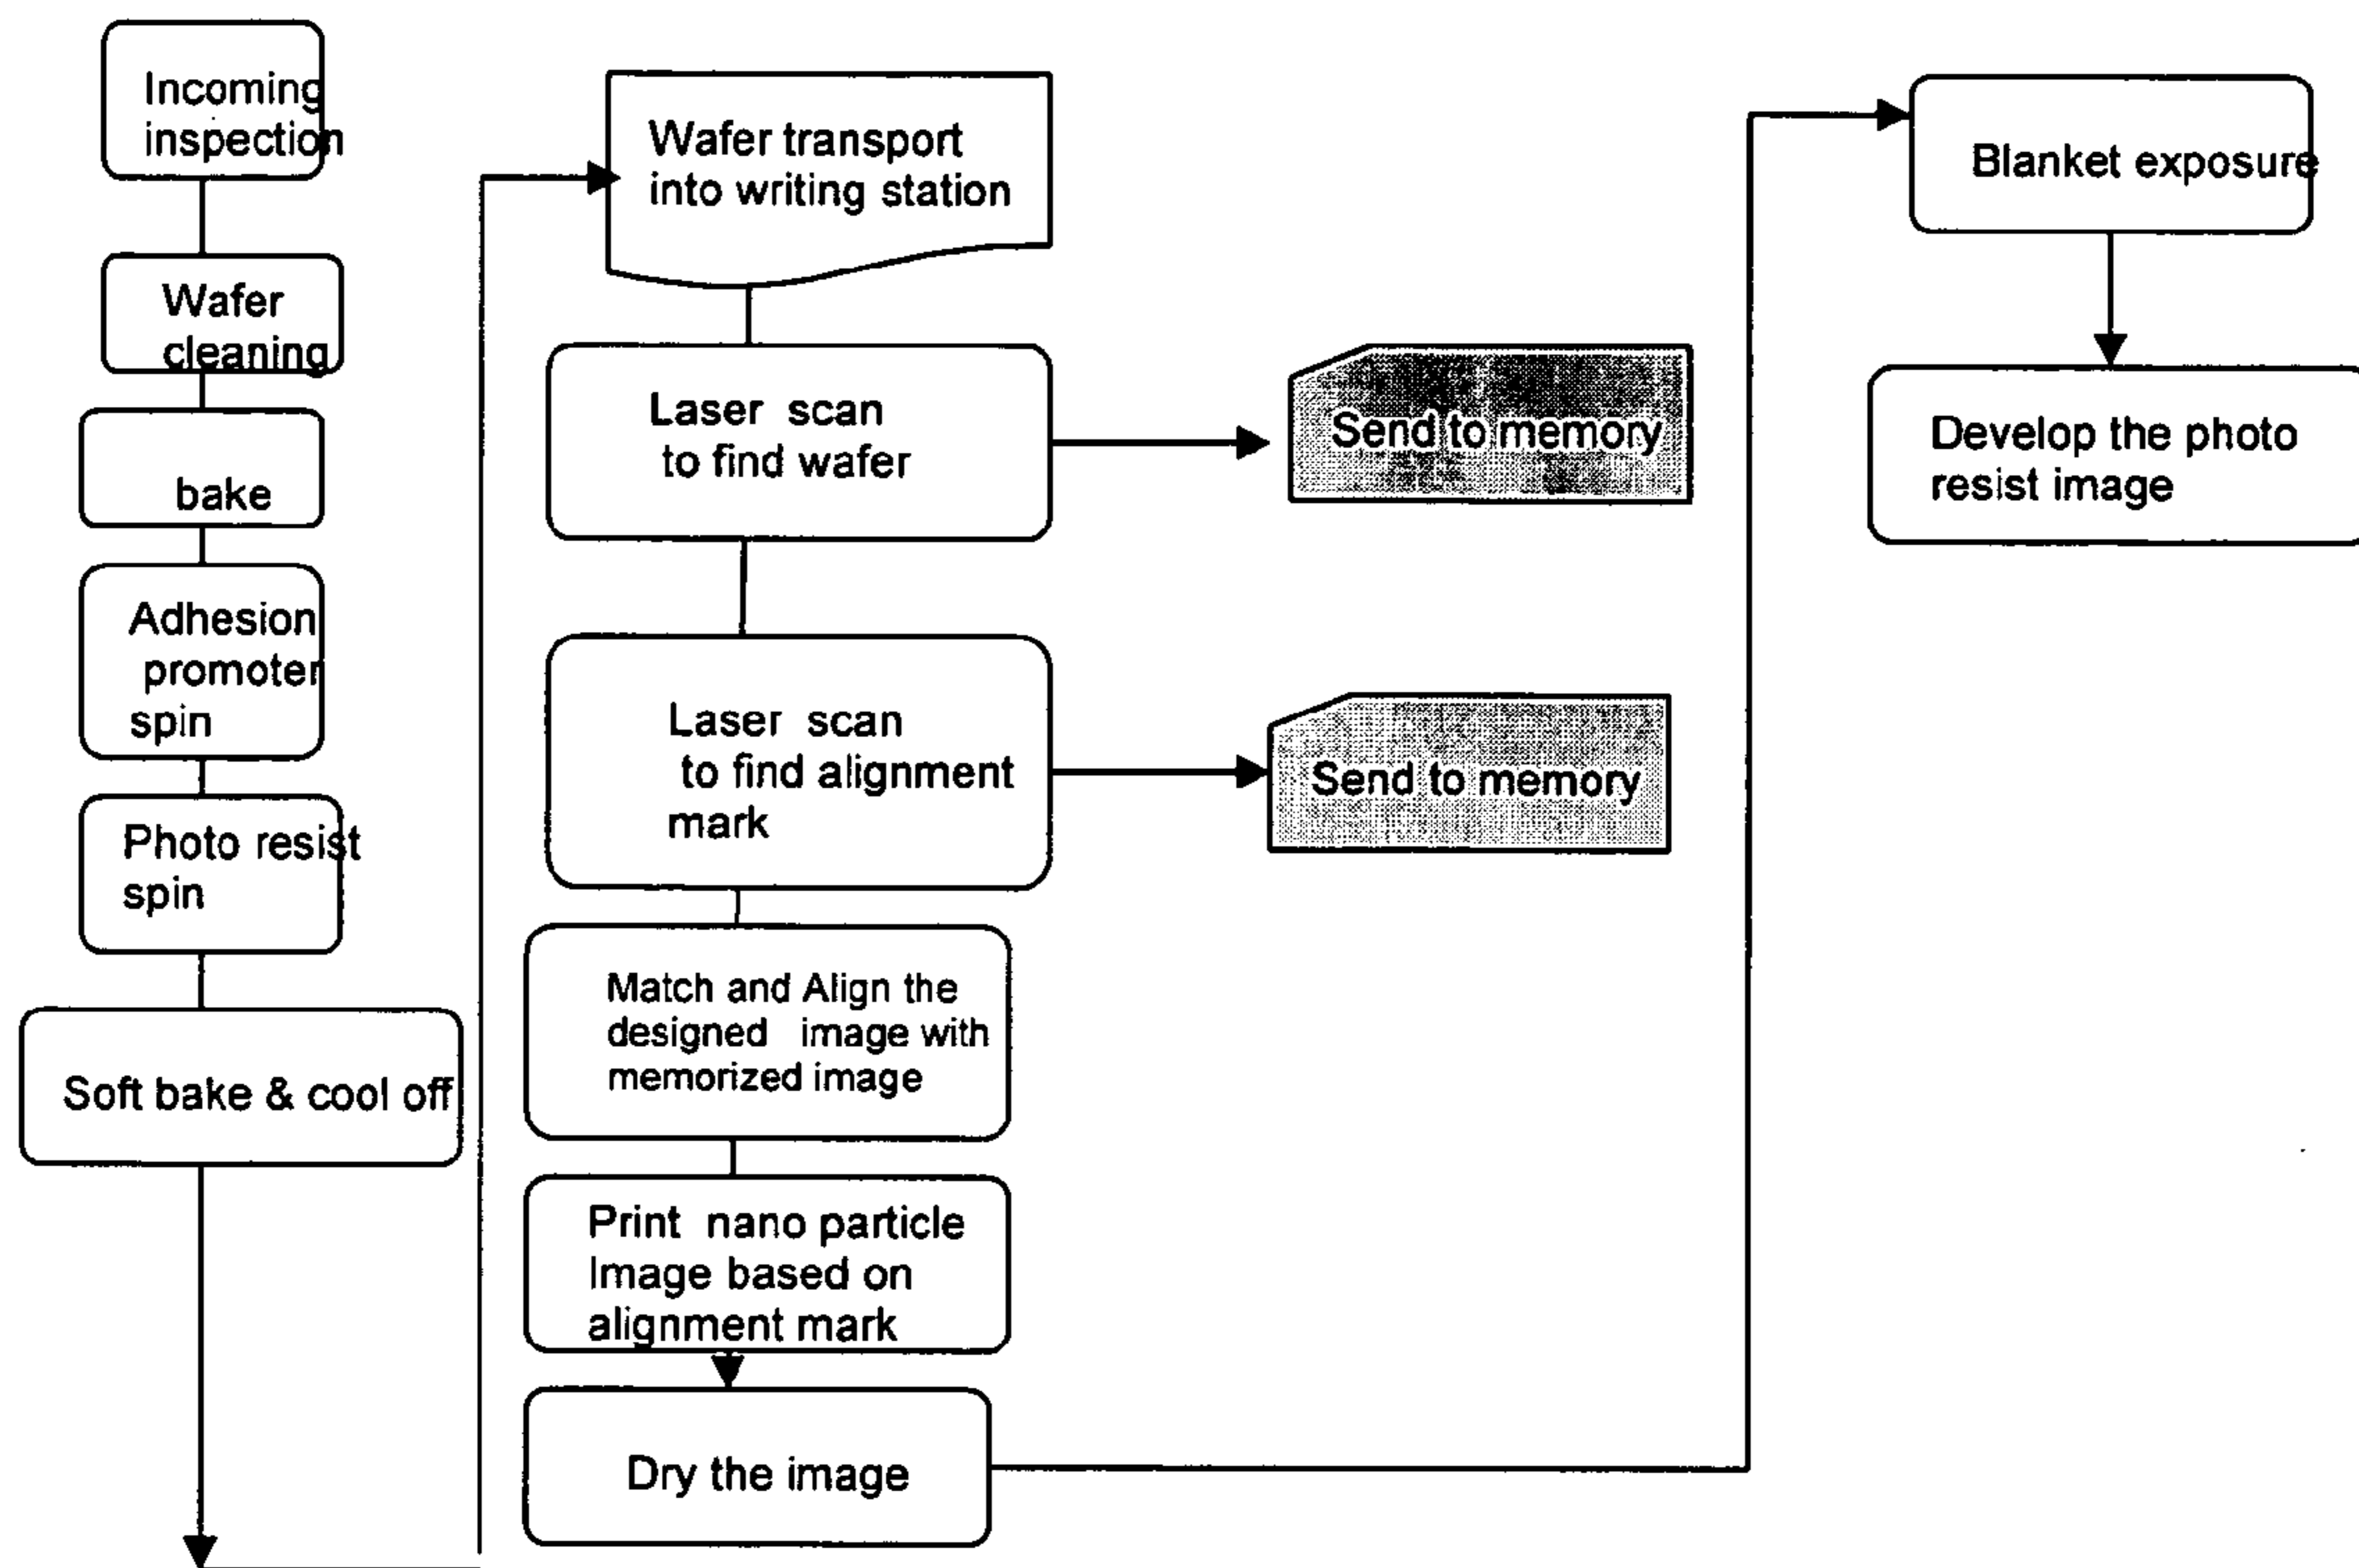 Incoming
inspection
Wafer
cleaning
bake
Adhesion
promoter
spin
Photo resist
spin
Soft bake & cool off
Wafer transport
into writing station
Laser scan
to find wafer
Send to memory
Laser scan
to find alignment
mark
Send to memory
Match and Align the
designed image with
memorized image
Print nano particle
Image based on
alignment mark
Dry the image
Blanket exposure
Develop the photo
resist image